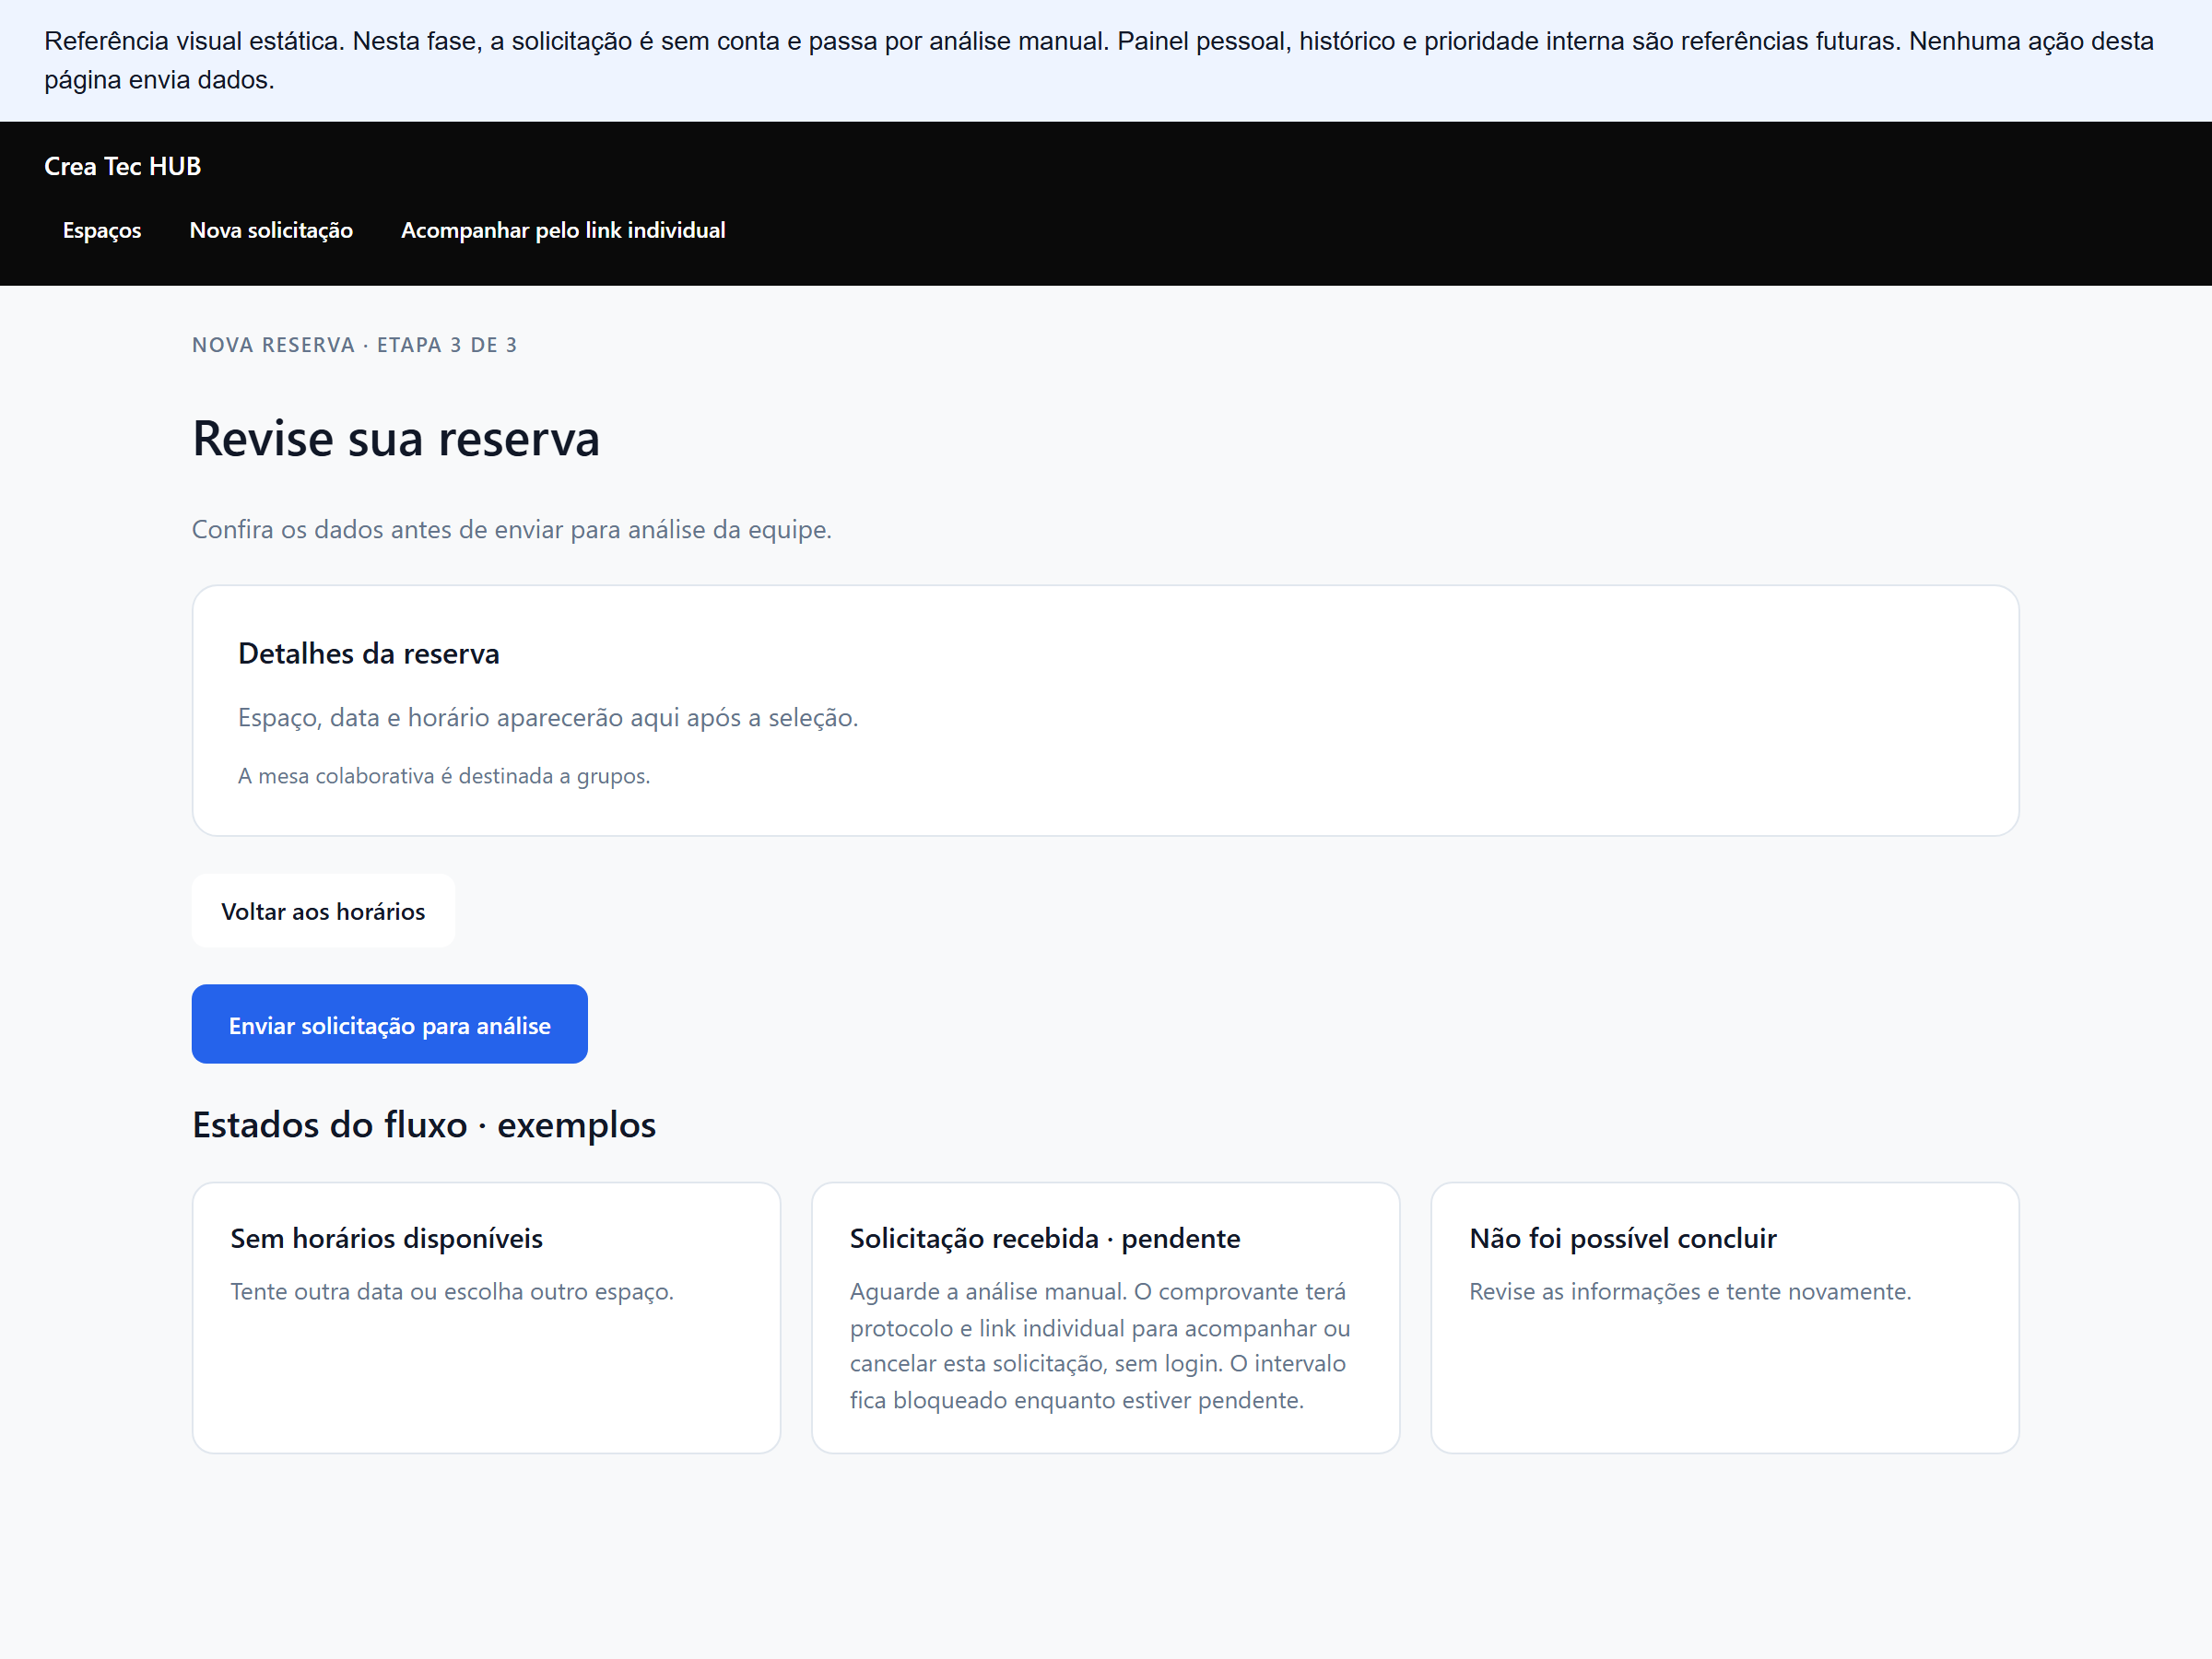 Referência visual estática. Nesta fase, a solicitação é sem conta e passa por análise manual. Painel pessoal, histórico e prioridade interna são referências futuras. Nenhuma ação desta
página envia dados.
Crea Tec HUB
Espaços
Nova solicitação
Acompanhar pelo link individual
NOVA RESERVA · ETAPA 3 DE 3
Revise sua reserva
Confira os dados antes de enviar para análise da equipe.
Detalhes da reserva
Espaço, data e horário aparecerão aqui após a seleção.
A mesa colaborativa é destinada a grupos.
Voltar aos horários
Enviar solicitação para análise
Estados do fluxo · exemplos
Sem horários disponíveis
Tente outra data ou escolha outro espaço.
Solicitação recebida · pendente
Aguarde a análise manual. O comprovante terá
protocolo e link individual para acompanhar ou
cancelar esta solicitação, sem login. O intervalo
fica bloqueado enquanto estiver pendente.
Não foi possível concluir
Revise as informações e tente novamente.